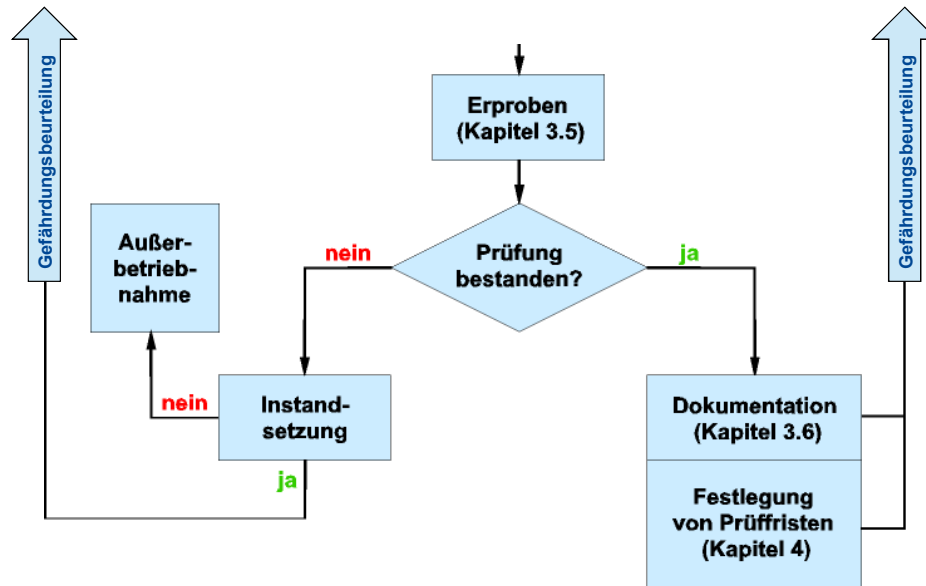 Gefährdungsbeurteilung
Gefährdungsbeurteilung
Erproben
(Kapitel 3.5)
Prüfung
bestanden?
nein
ja
Außer-
betrieb-
nahme
nein
Instand-
setzung
ja
Dokumentation
(Kapitel 3.6)
Festlegung
von Prüffristen
(Kapitel 4)